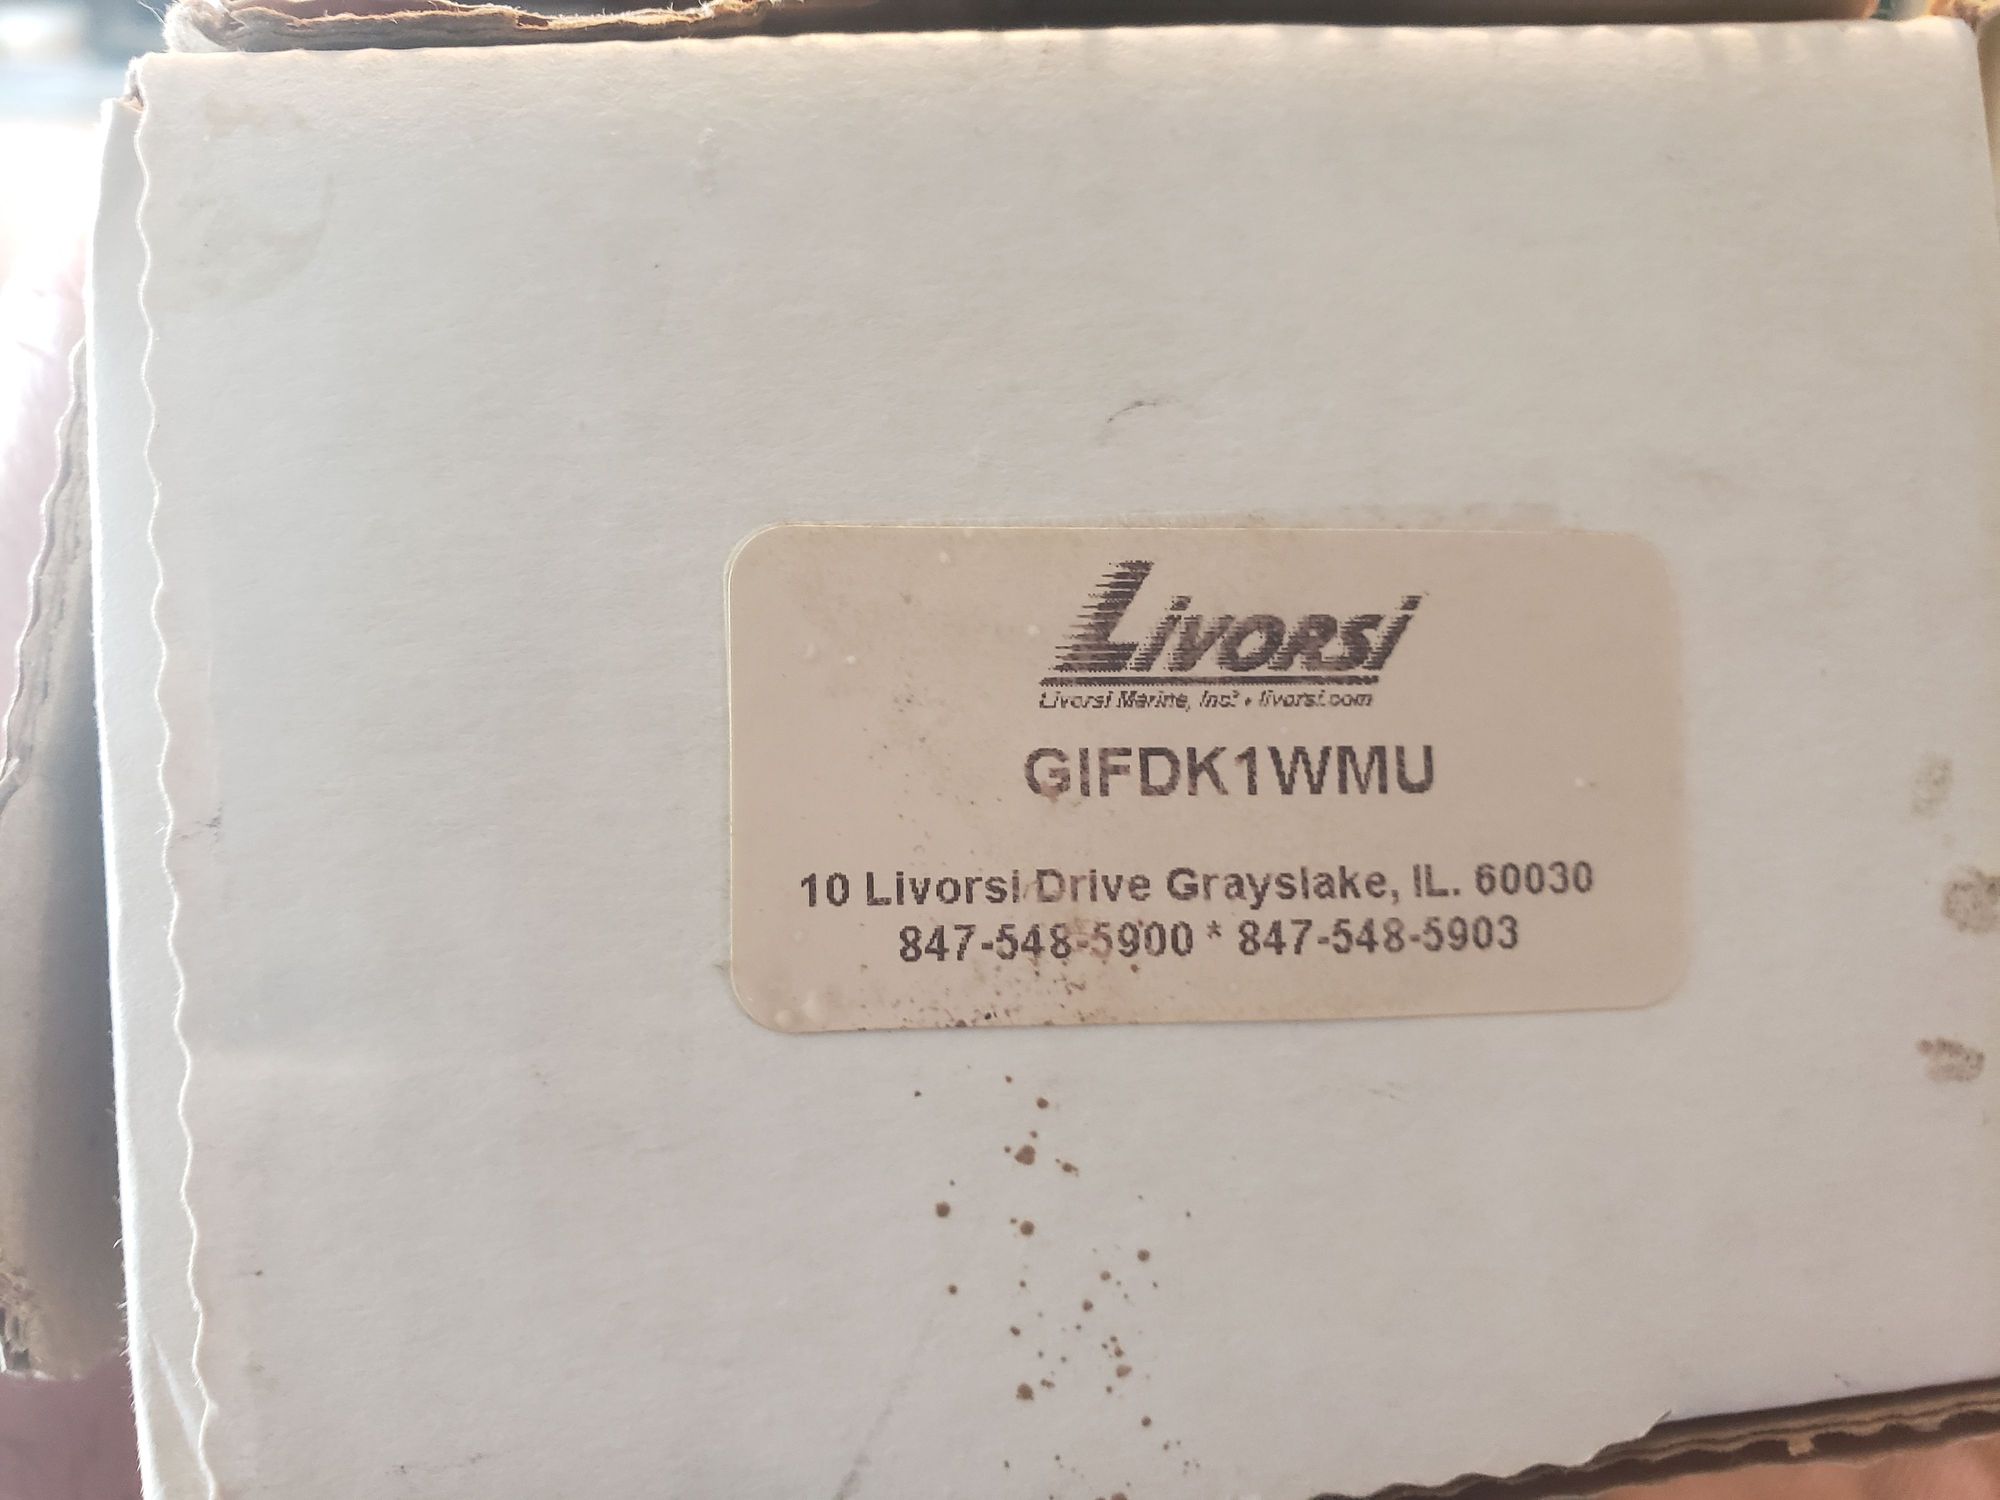 LIVORSI
Livorsi Marine, Inc. • livorsi.com
GIFDK1WMU
10 Livorsi Drive Grayslake, IL. 60030
847-548-5900 * 847-548-5903